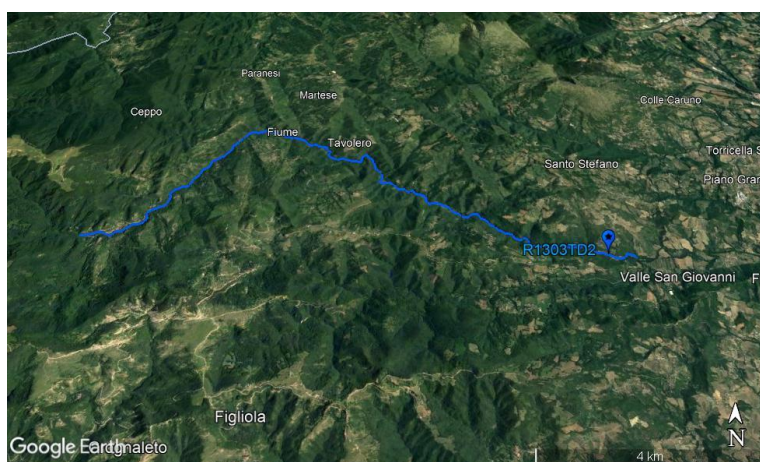 Paranesi
Martese
Ceppo
Colle Caruno
Fiume
Tavolero
Torricella S
Santo Stefano
Piano Gran
R1303TD2
Valle San Giovanni
F
Figliola
Google Earth
N
4 km